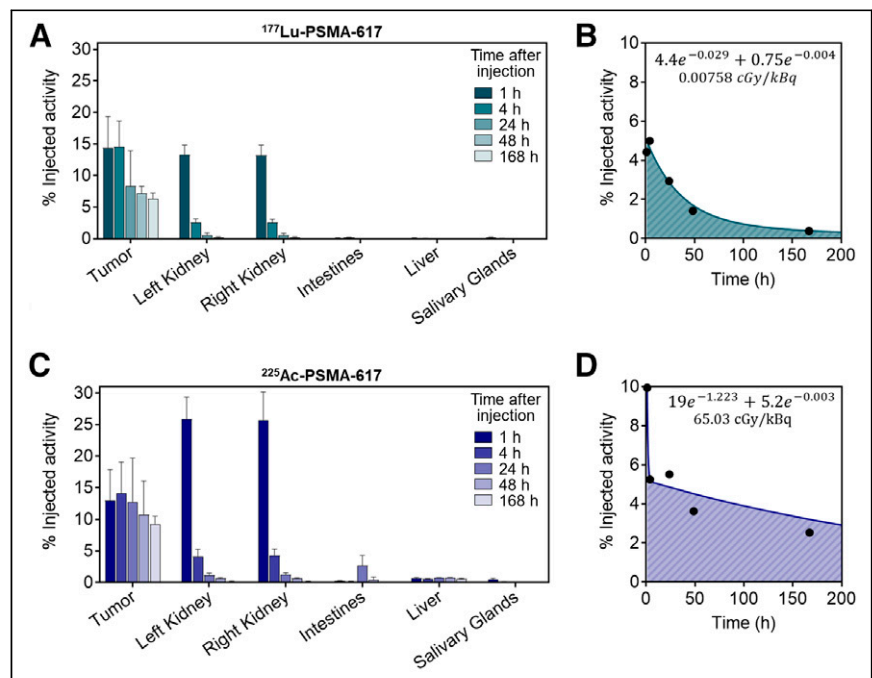 A
¹⁷⁷Lu-PSMA-617
% Injected activity
30
25
20
15
10
5
0
Time after
injection
1 h
4 h
24 h
48 h
168 h
Tumor
Left Kidney
Right Kidney
Intestines
Liver
Salivary Glands
B
4.4e^{-0.029} + 0.75e^{-0.004}
0.00758 cGy/kBq
% Injected activity
10
8
6
4
2
0
0 50 100 150 200
Time (h)
C
²²⁵Ac-PSMA-617
% Injected activity
30
25
20
15
10
5
0
Time after
injection
1 h
4 h
24 h
48 h
168 h
Tumor
Left Kidney
Right Kidney
Intestines
Liver
Salivary Glands
D
19e^{-1.223} + 5.2e^{-0.003}
65.03 cGy/kBq
% Injected activity
10
8
6
4
2
0
0 50 100 150 200
Time (h)